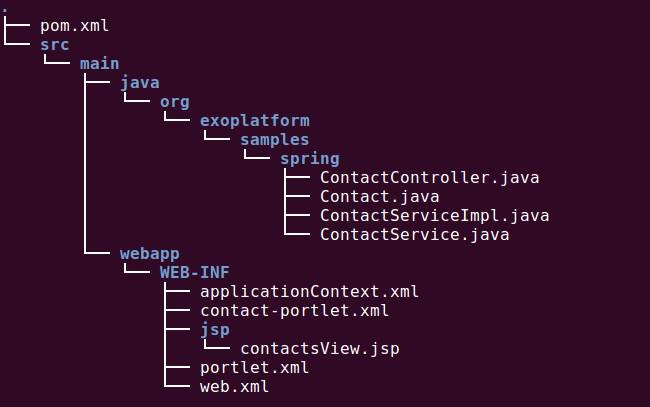 .
├── pom.xml
└── src
    └── main
        ├── java
        │   └── org
        │       └── exoplatform
        │           └── samples
        │               └── spring
        │                   ├── ContactController.java
        │                   ├── Contact.java
        │                   ├── ContactServiceImpl.java
        │                   └── ContactService.java
        └── webapp
            └── WEB-INF
                ├── applicationContext.xml
                ├── contact-portlet.xml
                ├── jsp
                │   └── contactsView.jsp
                ├── portlet.xml
                └── web.xml